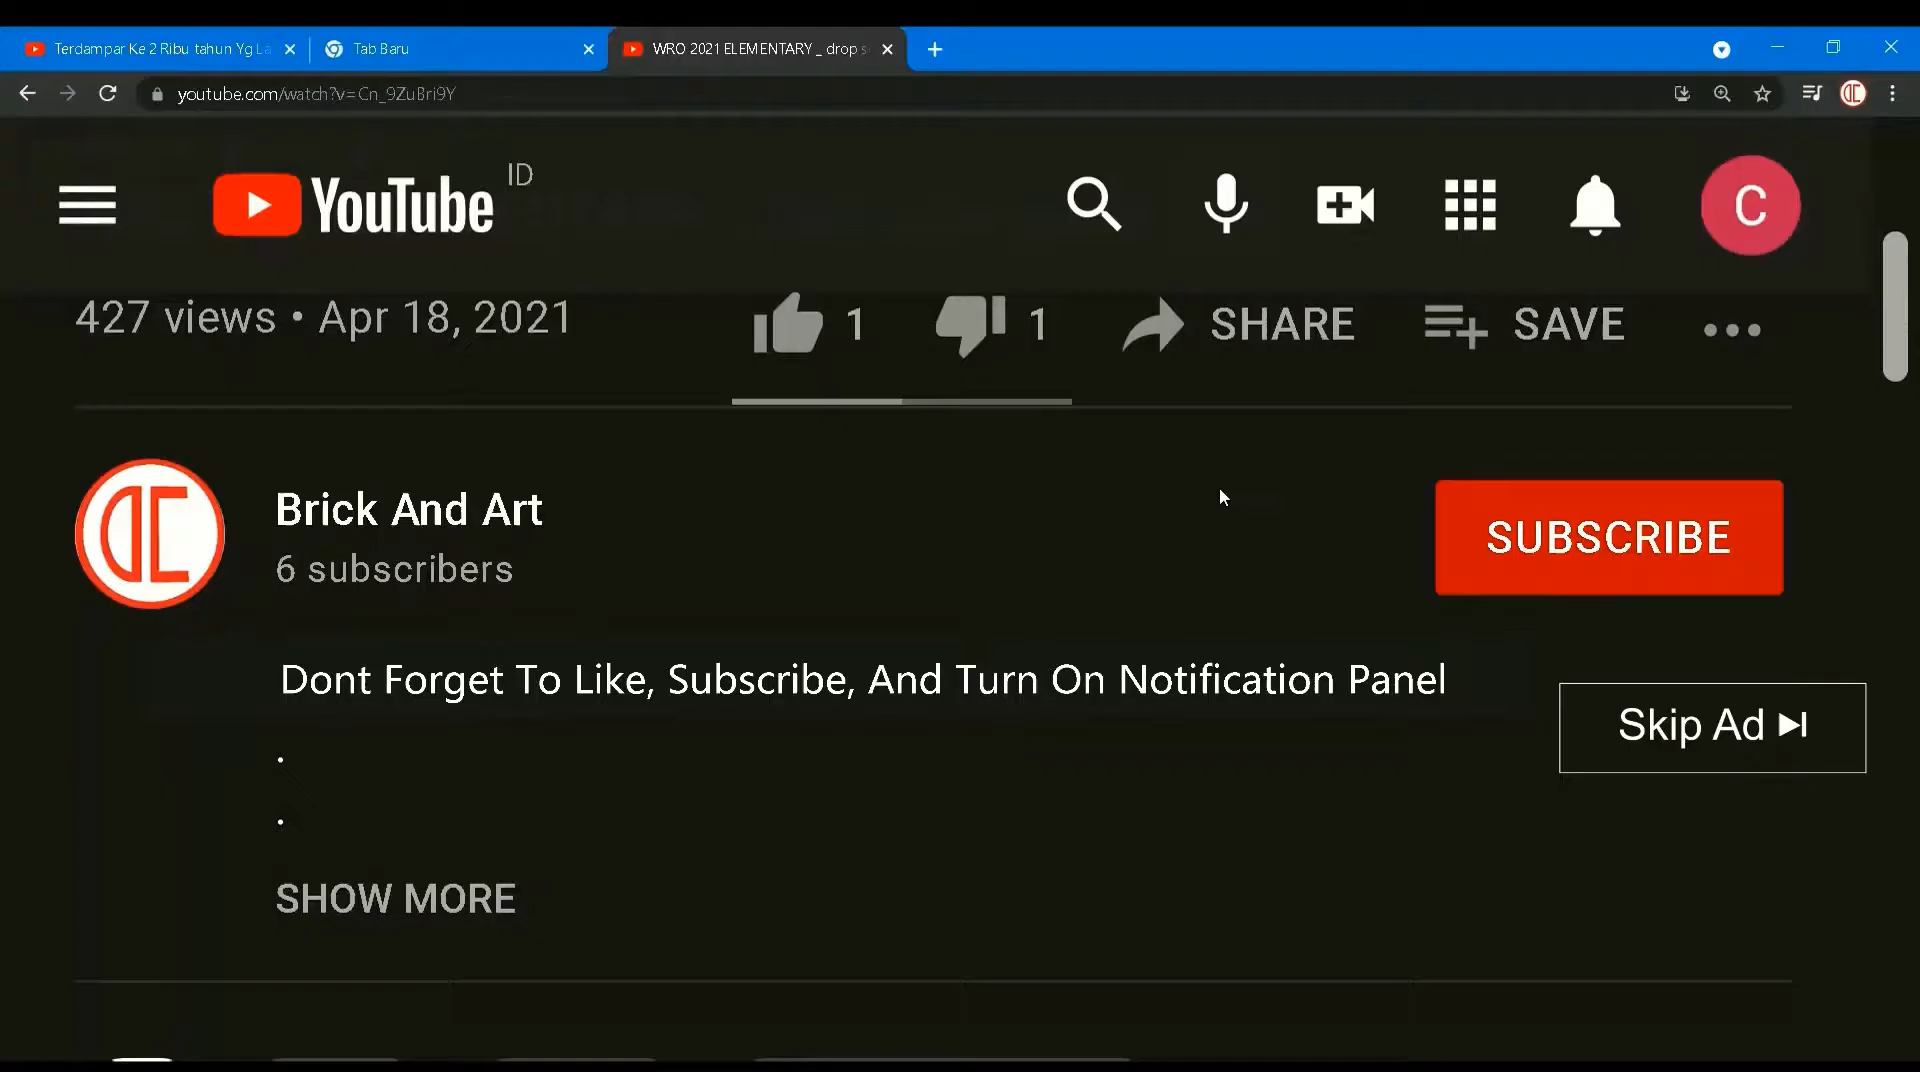 Terdampar Ke 2 Ribu tahun Yg La
Tab Baru
WRO 2021 ELEMENTARY _ drop s
youtube.com/watch?v=Cn_9ZuBri9Y
YouTube ID
C
427 views • Apr 18, 2021
1
1
SHARE
SAVE
Brick And Art
6 subscribers
SUBSCRIBE
Dont Forget To Like, Subscribe, And Turn On Notification Panel
Skip Ad
.
.
SHOW MORE